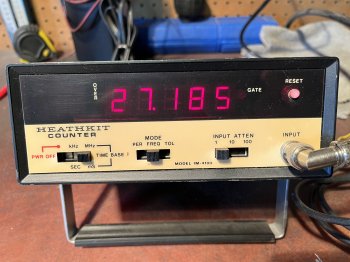 OVER
27.185
GATE
RESET
HEATHKIT
COUNTER
PWR OFF
kHz MHz
TIME BASE
SEC mS
MODE
PER FREQ TOL
INPUT ATTEN
1 10 100
INPUT
MODEL IM-4100